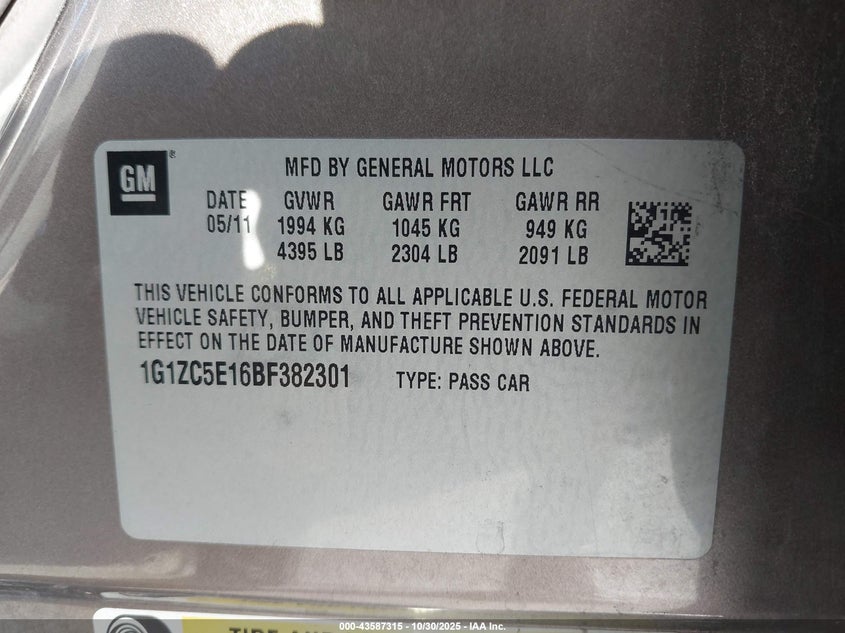 GM®
MFD BY GENERAL MOTORS LLC
DATE GVWR GAWR FRT GAWR RR
05/11 1994 KG 1045 KG 949 KG
4395 LB 2304 LB 2091 LB
THIS VEHICLE CONFORMS TO ALL APPLICABLE U.S. FEDERAL MOTOR
VEHICLE SAFETY, BUMPER, AND THEFT PREVENTION STANDARDS IN
EFFECT ON THE DATE OF MANUFACTURE SHOWN ABOVE.
1G1ZC5E16BF382301 TYPE: PASS CAR
TIRE
000-43587315 - 10/30/2025 - IAA Inc.